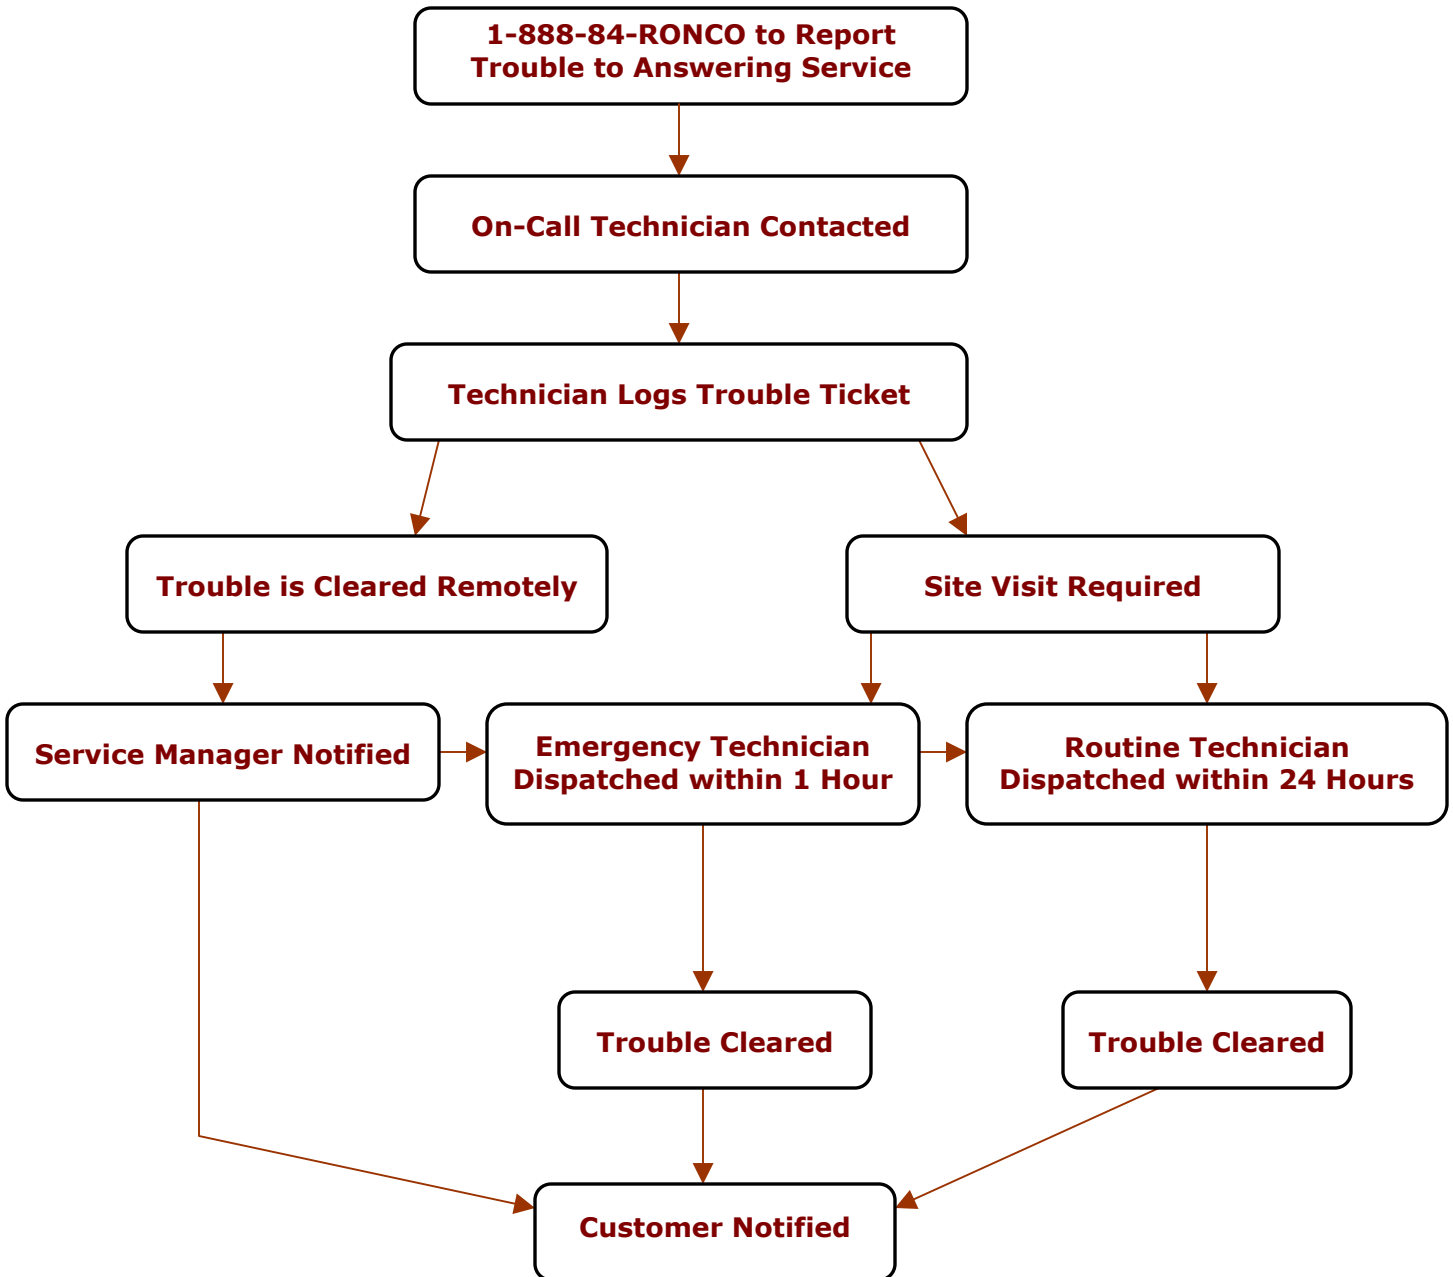 1-888-84-RONCO to Report
Trouble to Answering Service
On-Call Technician Contacted
Technician Logs Trouble Ticket
Trouble is Cleared Remotely
Site Visit Required
Service Manager Notified
Emergency Technician
Dispatched within 1 Hour
Routine Technician
Dispatched within 24 Hours
Trouble Cleared
Trouble Cleared
Customer Notified